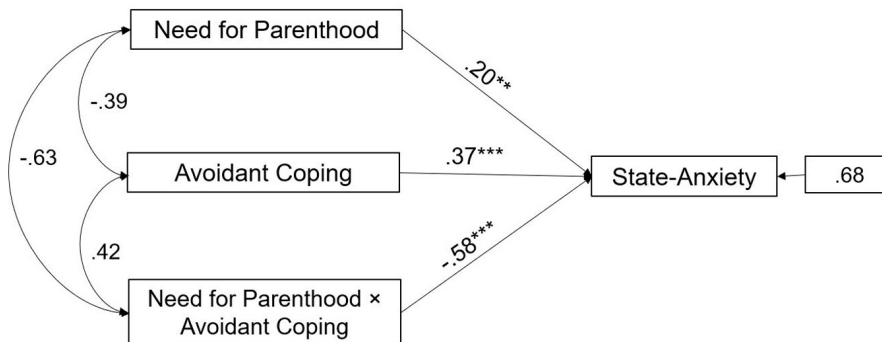 Need for Parenthood
.20**
-.39
-.63
.37***
Avoidant Coping
State-Anxiety
.68
.42
-.58***
Need for Parenthood ×
Avoidant Coping